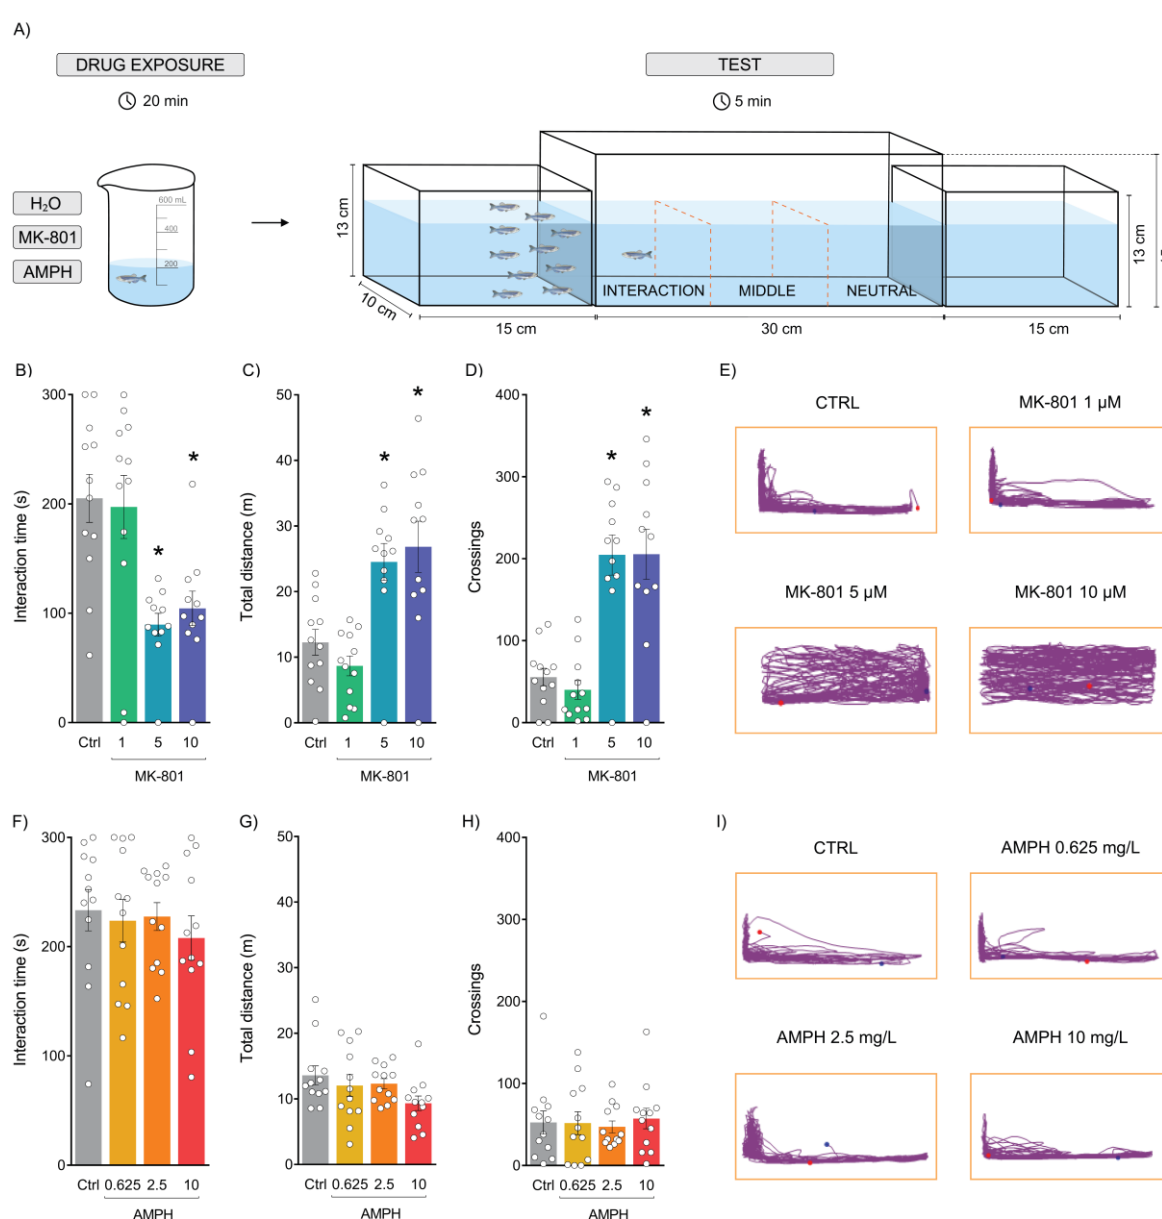 A)
DRUG EXPOSURE
TEST
20 min
5 min
H₂O
MK-801
AMPH
600 mL
400
200
13 cm
10 cm
15 cm
INTERACTION
MIDDLE
NEUTRAL
30 cm
15 cm
13 cm
B)
Interaction time (s)
300
200
100
0
*
*
Ctrl
1
5
10
MK-801
C)
Total distance (m)
50
40
30
20
10
0
*
*
Ctrl
1
5
10
MK-801
D)
Crossings
400
300
200
100
0
*
*
Ctrl
1
5
10
MK-801
E)
CTRL
MK-801 1 µM
MK-801 5 µM
MK-801 10 µM
F)
Interaction time (s)
300
200
100
0
Ctrl
0.625
2.5
10
AMPH
G)
Total distance (m)
50
40
30
20
10
0
Ctrl
0.625
2.5
10
AMPH
H)
Crossings
400
300
200
100
0
Ctrl
0.625
2.5
10
AMPH
I)
CTRL
AMPH 0.625 mg/L
AMPH 2.5 mg/L
AMPH 10 mg/L